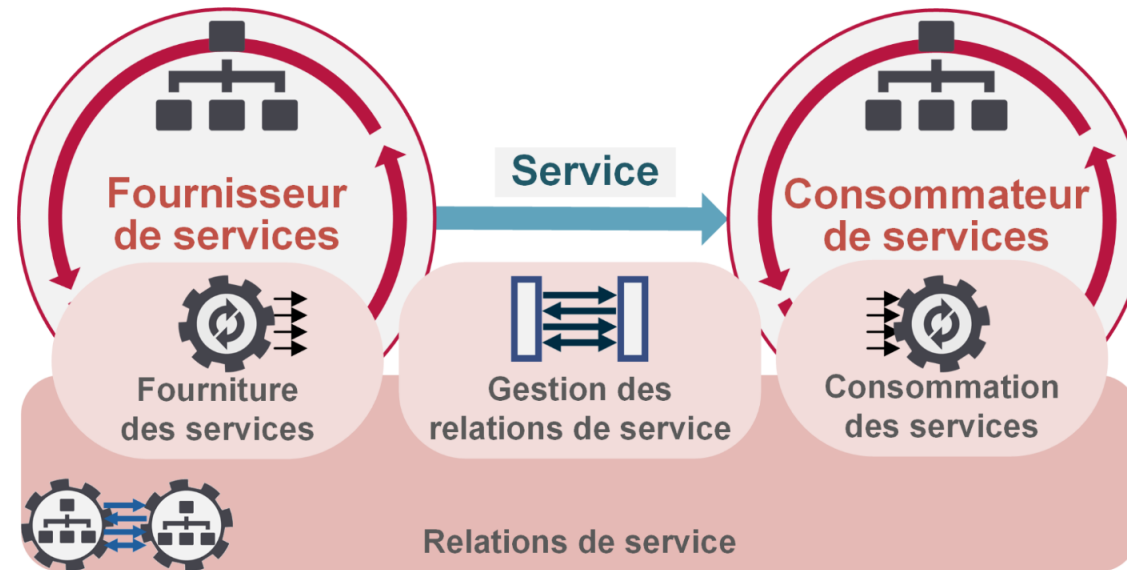 Service
Fournisseur
de services
Consommateur
de services
Fourniture
des services
Gestion des
relations de service
Consommation
des services
Relations de service